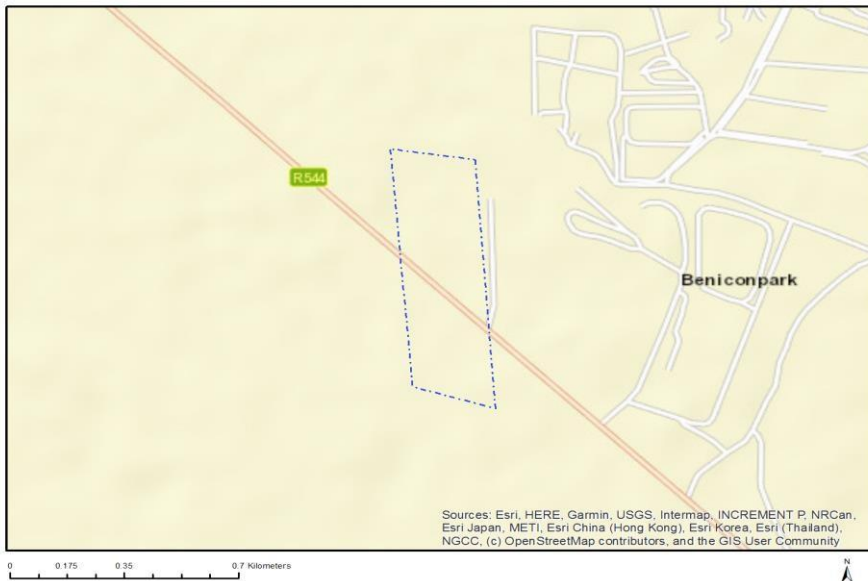 R544
Beniconpark
Sources: Esri, HERE, Garmin, USGS, Intermap, INCREMENT P, NRCan,
Esri Japan, METI, Esri China (Hong Kong), Esri Korea, Esri (Thailand),
NGCC, (c) OpenStreetMap contributors, and the GIS User Community
0 0.175 0.35 0.7 Kilometers
N